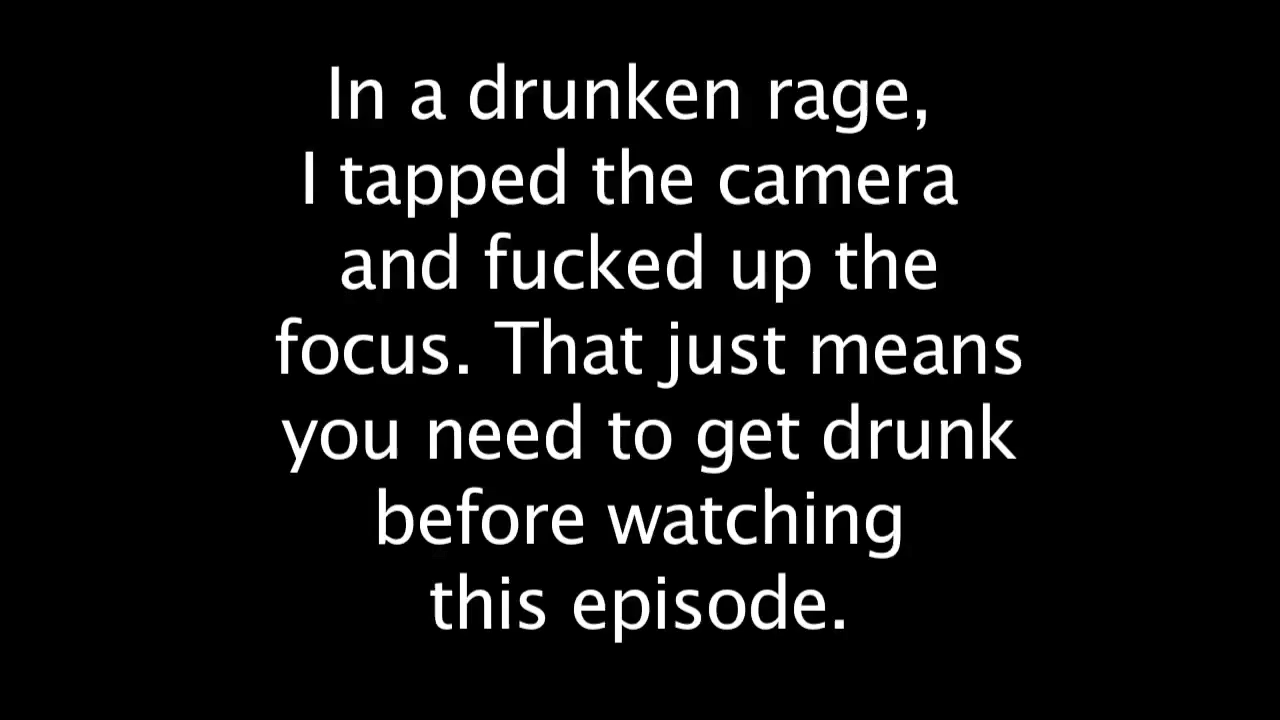 In a drunken rage,
I tapped the camera
and fucked up the
focus. That just means
you need to get drunk
before watching
this episode.